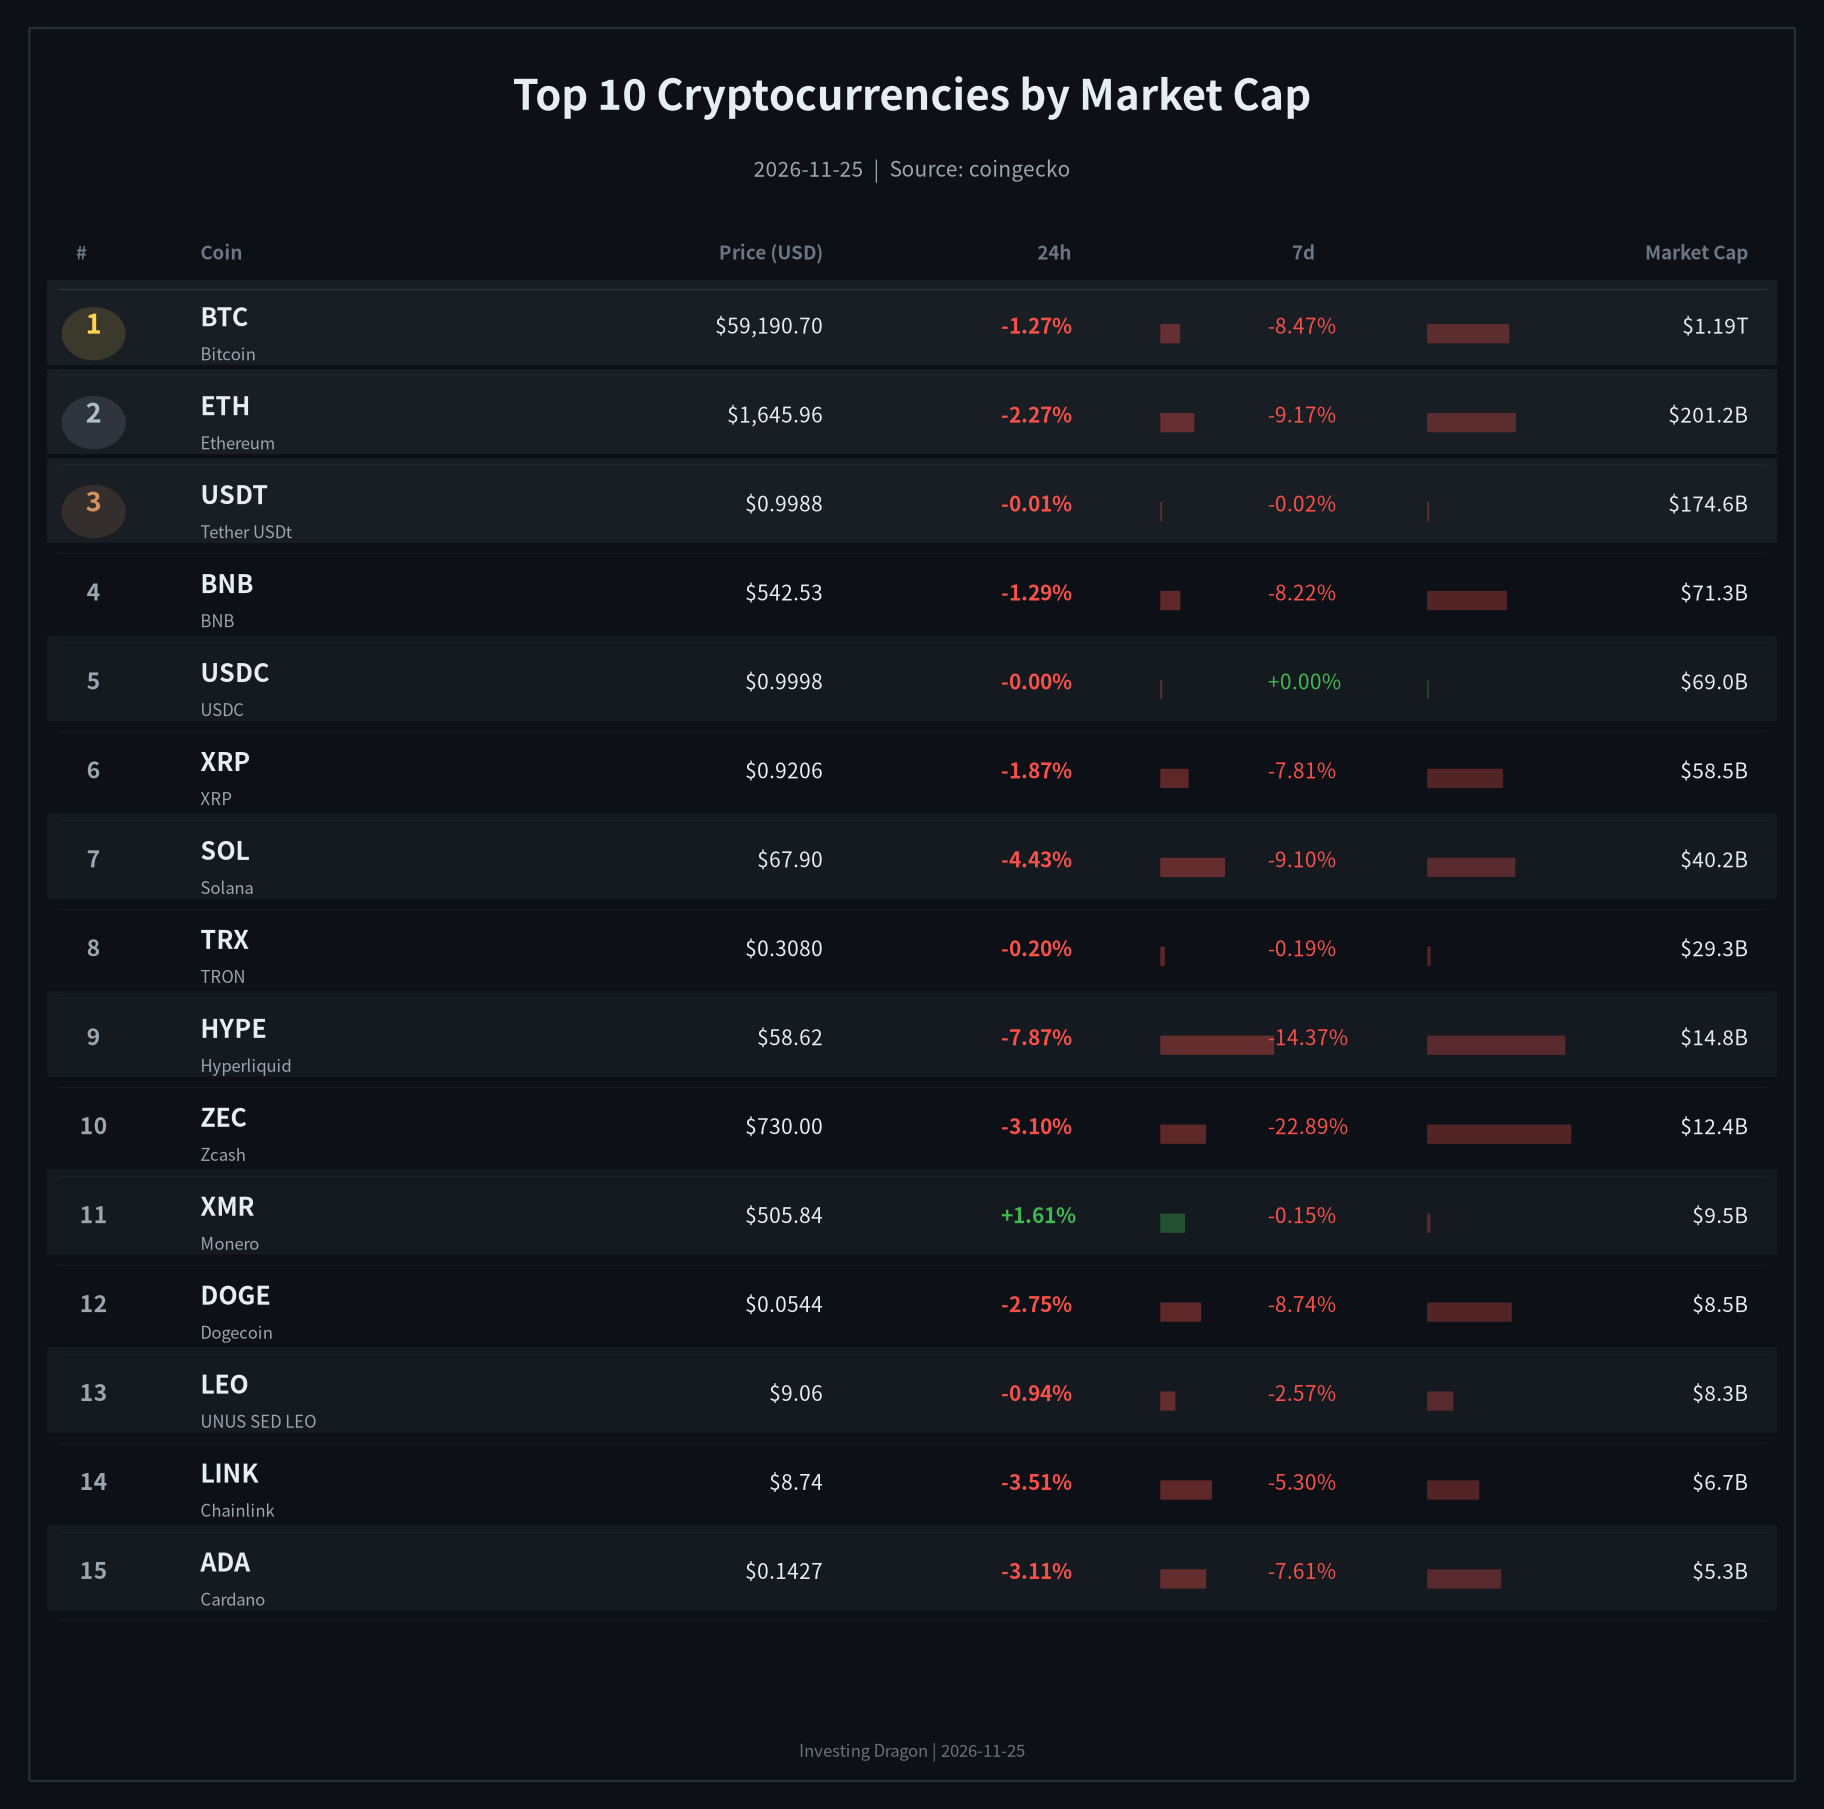 Top 10 Cryptocurrencies by Market Cap
2026-11-25 | Source: coingecko
# Coin Price (USD) 24h 7d Market Cap
1 BTC $59,190.70 -1.27% -8.47% $1.19T
Bitcoin
2 ETH $1,645.96 -2.27% -9.17% $201.2B
Ethereum
3 USDT $0.9988 -0.01% -0.02% $174.6B
Tether USDt
4 BNB $542.53 -1.29% -8.22% $71.3B
BNB
5 USDC $0.9998 -0.00% +0.00% $69.0B
USDC
6 XRP $0.9206 -1.87% -7.81% $58.5B
XRP
7 SOL $67.90 -4.43% -9.10% $40.2B
Solana
8 TRX $0.3080 -0.20% -0.19% $29.3B
TRON
9 HYPE $58.62 -7.87% -14.37% $14.8B
Hyperliquid
10 ZEC $730.00 -3.10% -22.89% $12.4B
Zcash
11 XMR $505.84 +1.61% -0.15% $9.5B
Monero
12 DOGE $0.0544 -2.75% -8.74% $8.5B
Dogecoin
13 LEO $9.06 -0.94% -2.57% $8.3B
UNUS SED LEO
14 LINK $8.74 -3.51% -5.30% $6.7B
Chainlink
15 ADA $0.1427 -3.11% -7.61% $5.3B
Cardano
Investing Dragon | 2026-11-25